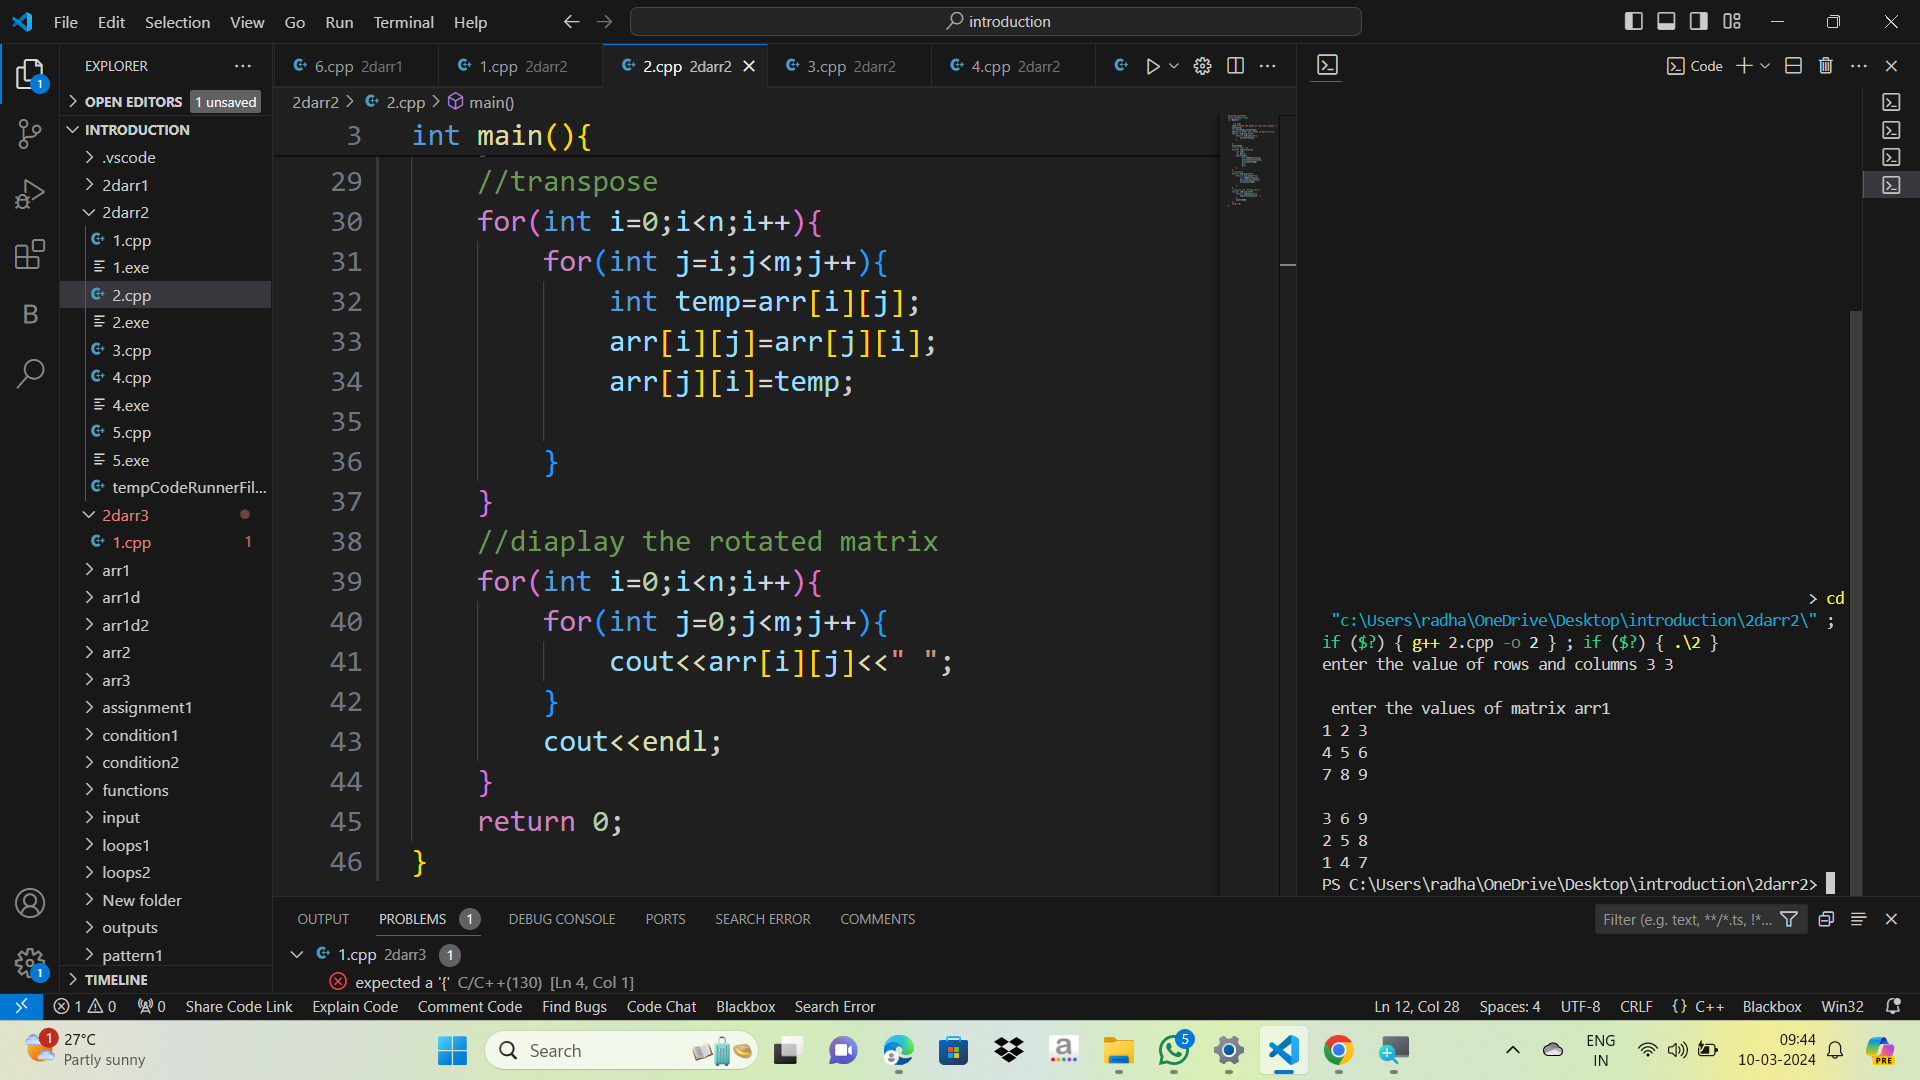 File Edit Selection View Go Run Terminal Help
introduction
EXPLORER
OPEN EDITORS 1 unsaved
INTRODUCTION
.vscode
2darr1
2darr2
1.cpp
1.exe
2.cpp
2.exe
3.cpp
4.cpp
4.exe
5.cpp
5.exe
tempCodeRunnerFil...
2darr3
1.cpp 1
arr1
arr1d
arr1d2
arr2
arr3
assignment1
condition1
condition2
functions
input
loops1
loops2
New folder
outputs
pattern1
TIMELINE
1
B
1
6.cpp 2darr1
1.cpp 2darr2
2.cpp 2darr2
3.cpp 2darr2
4.cpp 2darr2
2darr2 > 2.cpp > main()
3 int main(){
29 //transpose
30 for(int i=0;i<n;i++){
31 for(int j=i;j<m;j++){
32 int temp=arr[i][j];
33 arr[i][j]=arr[j][i];
34 arr[j][i]=temp;
35
36 }
37 }
38 //diaplay the rotated matrix
39 for(int i=0;i<n;i++){
40 for(int j=0;j<m;j++){
41 cout<<arr[i][j]<<" ";
42 }
43 cout<<endl;
44 }
45 return 0;
46 }
Code
> cd
"c:\Users\radha\OneDrive\Desktop\introduction\2darr2\" ;
if ($?) { g++ 2.cpp -o 2 } ; if ($?) { .\2 }
enter the value of rows and columns 3 3
enter the values of matrix arr1
1 2 3
4 5 6
7 8 9
3 6 9
2 5 8
1 4 7
PS C:\Users\radha\OneDrive\Desktop\introduction\2darr2>
OUTPUT PROBLEMS 1 DEBUG CONSOLE PORTS SEARCH ERROR COMMENTS
Filter (e.g. text, **/*.ts, !*...
1.cpp 2darr3 1
expected a '{' C/C++(130) [Ln 4, Col 1]
1 0 0 Share Code Link Explain Code Comment Code Find Bugs Code Chat Blackbox Search Error
Ln 12, Col 28 Spaces: 4 UTF-8 CRLF {} C++ Blackbox Win32
1
27°C
Partly sunny
Search
a
5
ENG
IN
09:44
10-03-2024
PRE